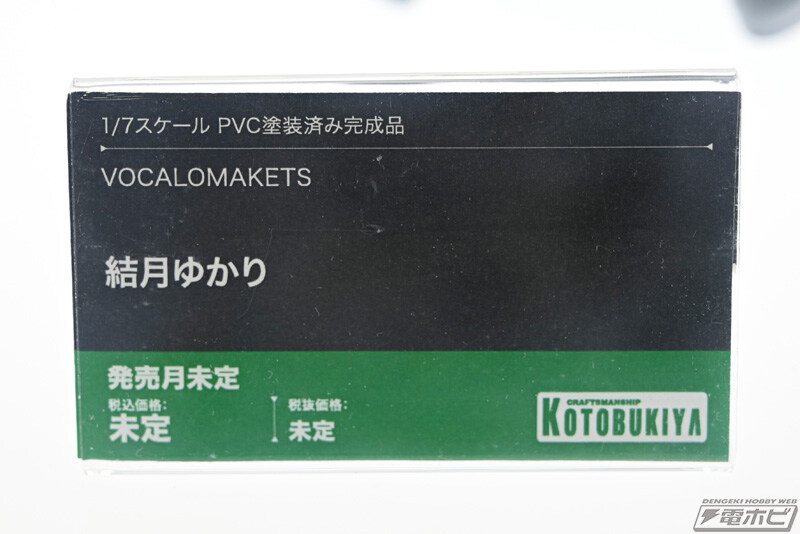 1/7スケール PVC塗装済み完成品
VOCALOMAKETS
結月ゆかり
発売月未定
税込価格:
未定
税抜価格:
未定
CRAFTSMANSHIP
KOTOBUKIYA
DENGEKI HOBBY WEB
電ホビ